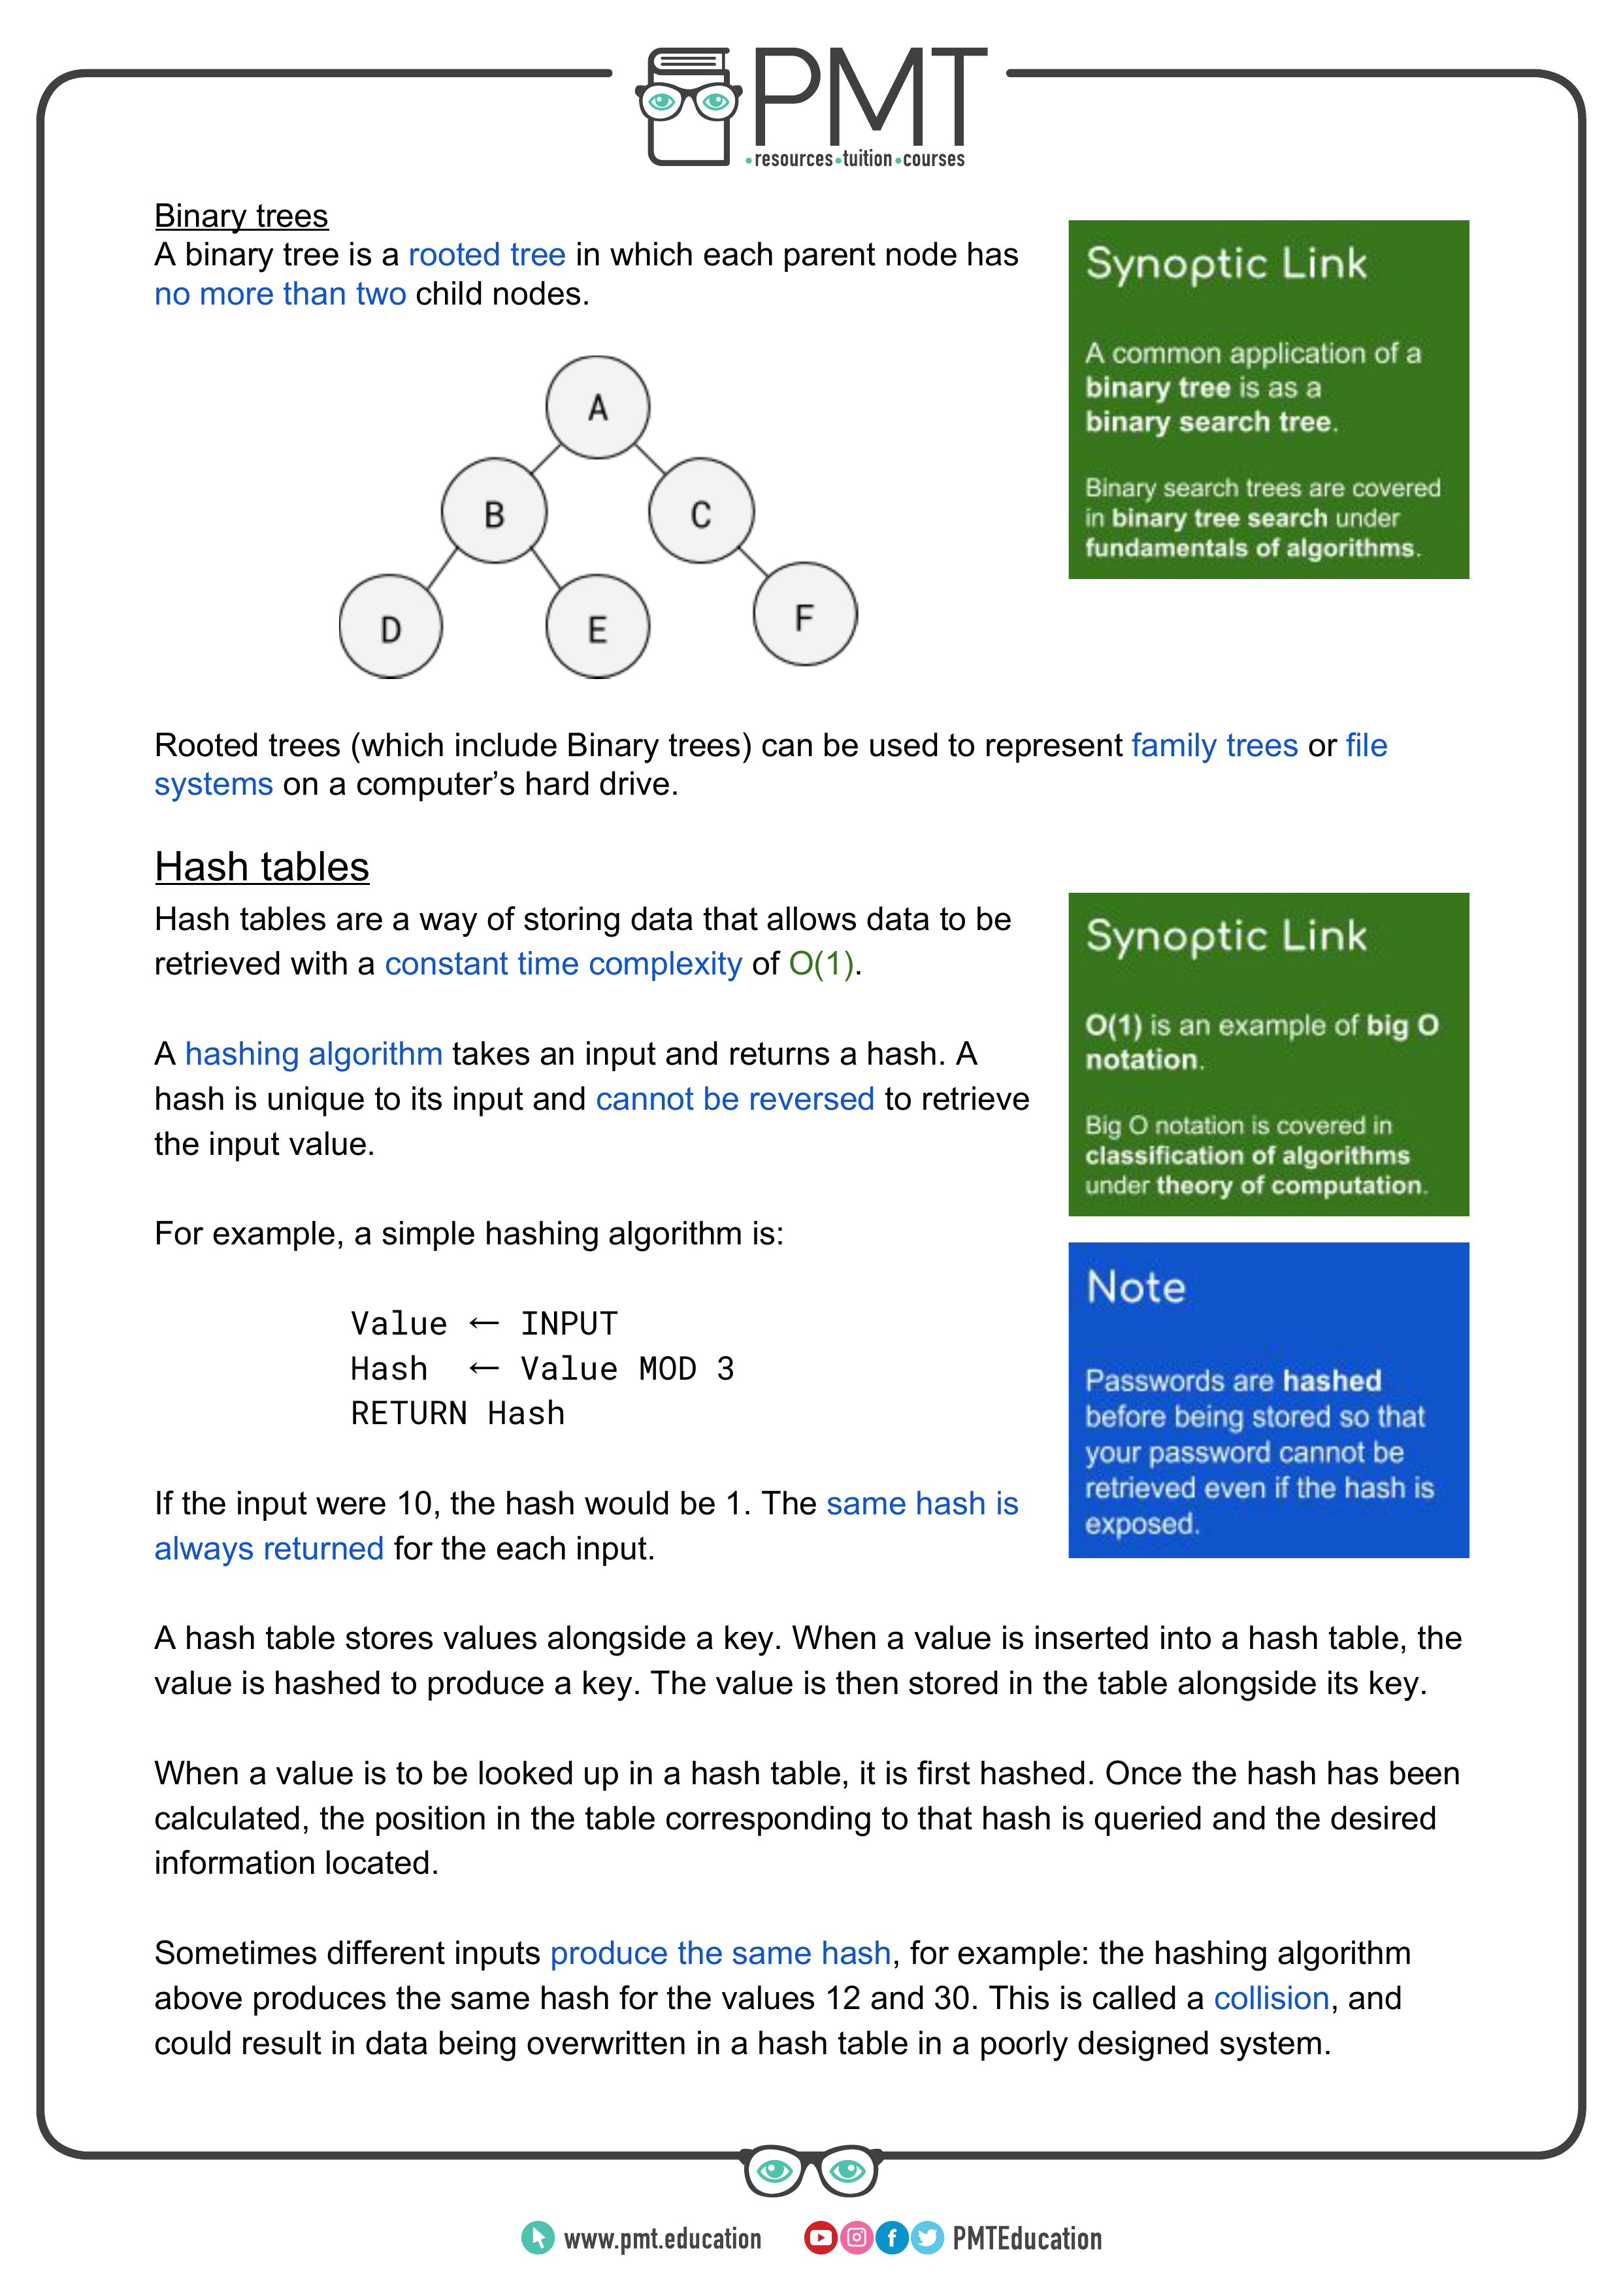 PMT
resources tuition courses
Binary trees
A binary tree is a rooted tree in which each parent node has
no more than two child nodes.
Synoptic Link
A common application of a
binary tree is as a
binary search tree.
Binary search trees are covered
in binary tree search under
fundamentals of algorithms.
A
B
C
D
E
F
Rooted trees (which include Binary trees) can be used to represent family trees or file
systems on a computer's hard drive.
Hash tables
Hash tables are a way of storing data that allows data to be
retrieved with a constant time complexity of O(1).
A hashing algorithm takes an input and returns a hash. A
hash is unique to its input and cannot be reversed to retrieve
the input value.
Synoptic Link
O(1) is an example of big O
notation.
Big O notation is covered in
classification of algorithms
under theory of computation.
For example, a simple hashing algorithm is:
Value ← INPUT
Hash ← Value MOD 3
RETURN Hash
Note
Passwords are hashed
before being stored so that
your password cannot be
retrieved even if the hash is
exposed.
If the input were 10, the hash would be 1. The same hash is
always returned for the each input.
A hash table stores values alongside a key. When a value is inserted into a hash table, the
value is hashed to produce a key. The value is then stored in the table alongside its key.
When a value is to be looked up in a hash table, it is first hashed. Once the hash has been
calculated, the position in the table corresponding to that hash is queried and the desired
information located.
Sometimes different inputs produce the same hash, for example: the hashing algorithm
above produces the same hash for the values 12 and 30. This is called a collision, and
could result in data being overwritten in a hash table in a poorly designed system.
www.pmt.education
PMTEducation